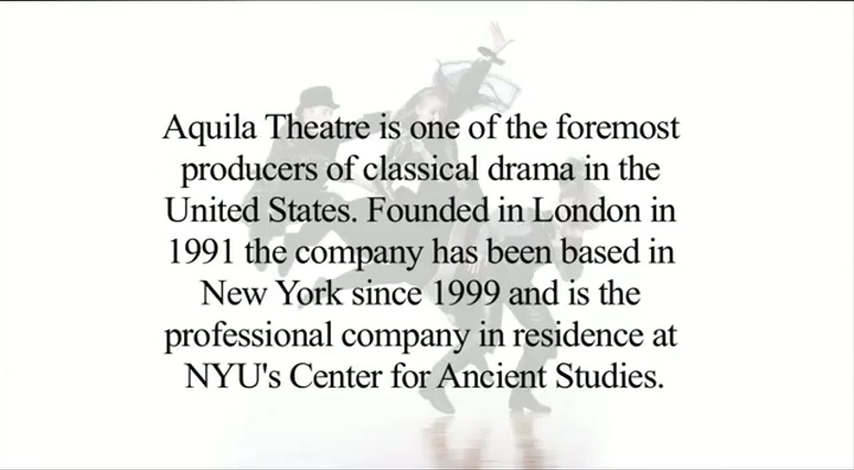 Aquila Theatre is one of the foremost
producers of classical drama in the
United States. Founded in London in
1991 the company has been based in
New York since 1999 and is the
professional company in residence at
NYU's Center for Ancient Studies.